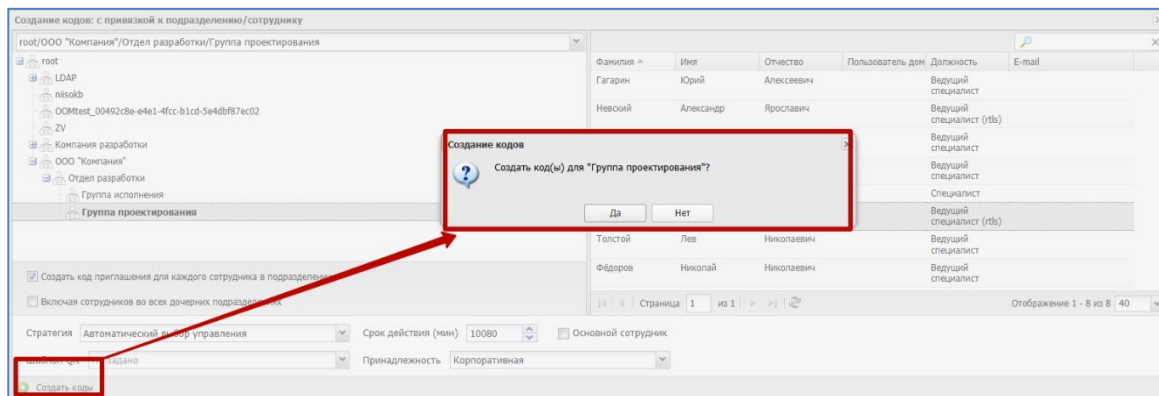 Создание кодов: с привязкой к подразделению/сотруднику
root/ООО "Компания"/Отдел разработки/Группа проектирования
root
LDAP
niisokb
OOMtest_00492c8e-e4e1-4fcc-b1cd-5e4dbf87ec02
ZV
Компания разработки
ООО "Компания"
Отдел разработки
Группа исполнения
Группа проектирования
Создать код приглашения для каждого сотрудника в подразделении
Включая сотрудников во всех дочерних подразделениях
Фамилия Имя Отчество Пользователь дом Должность E-mail
Гагарин Юрий Алексеевич Ведущий
специалист
Невский Александр Ярославич Ведущий
специалист (rtls)
Ведущий
специалист
Ведущий
специалист
Специалист
Ведущий
специалист (rtls)
Толстой Лев Николаевич Ведущий
специалист
Фёдоров Николай Николаевич Ведущий
специалист
Страница 1 из 1 Отображение 1 - 8 из 8 40
Создание кодов
Создать код(ы) для "Группа проектирования"?
Да Нет
Стратегия Автоматический выбор управления Срок действия (мин) 10080 Основной сотрудник
Принадлежность Корпоративная
Создать коды